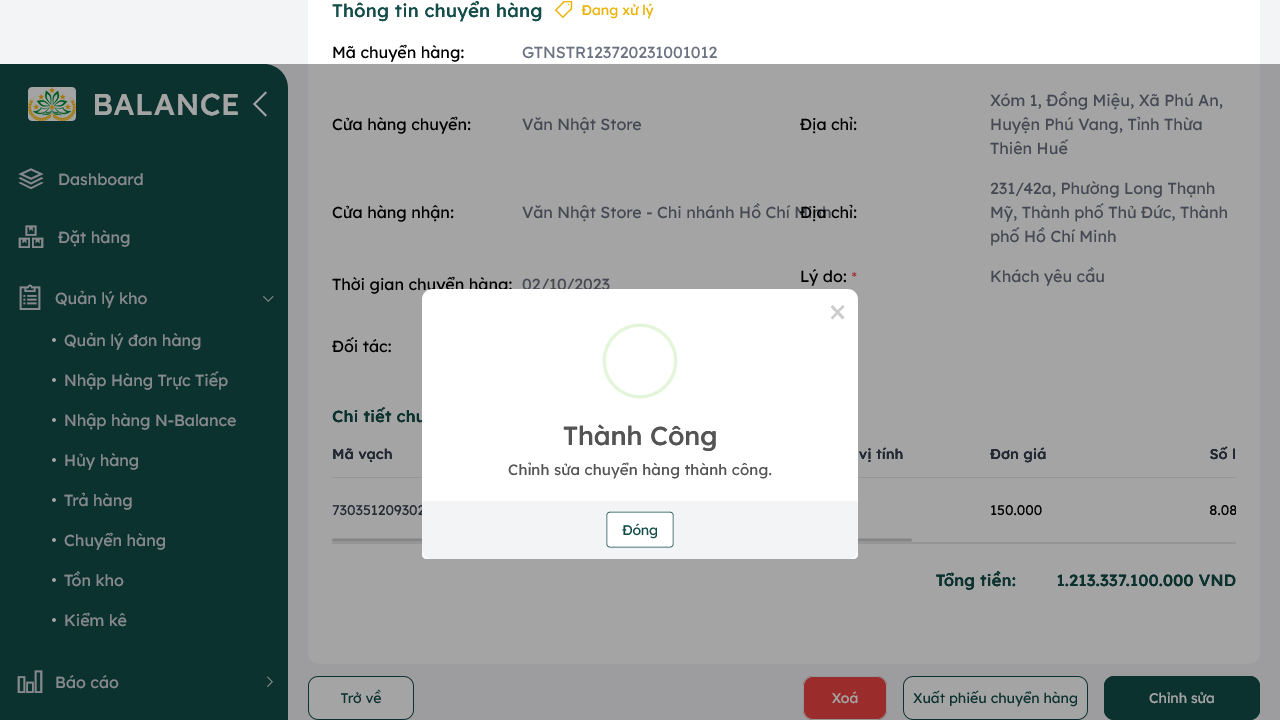 Thông tin chuyển hàng
Đang xử lý
Mã chuyển hàng:
GTNSTR123720231001012
BALANCE
Dashboard
Đặt hàng
Quản lý kho
• Quản lý đơn hàng
• Nhập Hàng Trực Tiếp
• Nhập hàng N-Balance
• Hủy hàng
• Trả hàng
• Chuyển hàng
• Tồn kho
• Kiểm kê
Báo cáo
Cửa hàng chuyển:
Văn Nhật Store
Địa chỉ:
Xóm 1, Đồng Miệu, Xã Phú An,
Huyện Phú Vang, Tỉnh Thừa
Thiên Huế
Cửa hàng nhận:
Văn Nhật Store - Chi nhánh Hồ Chí Minh
Địa chỉ:
231/42a, Phường Long Thạnh
Mỹ, Thành phố Thủ Đức, Thành
phố Hồ Chí Minh
Thời gian chuyển hàng:
02/10/2023
Lý do: *
Khách yêu cầu
Đối tác:
Chi tiết
Mã vạch
vị tính
Đơn giá
Số
730351209302
150.000
8.08
Tổng tiền:
1.213.337.100.000 VND
×
Thành Công
Chỉnh sửa chuyển hàng thành công.
Đóng
Trở về
Xoá
Xuất phiếu chuyển hàng
Chỉnh sửa